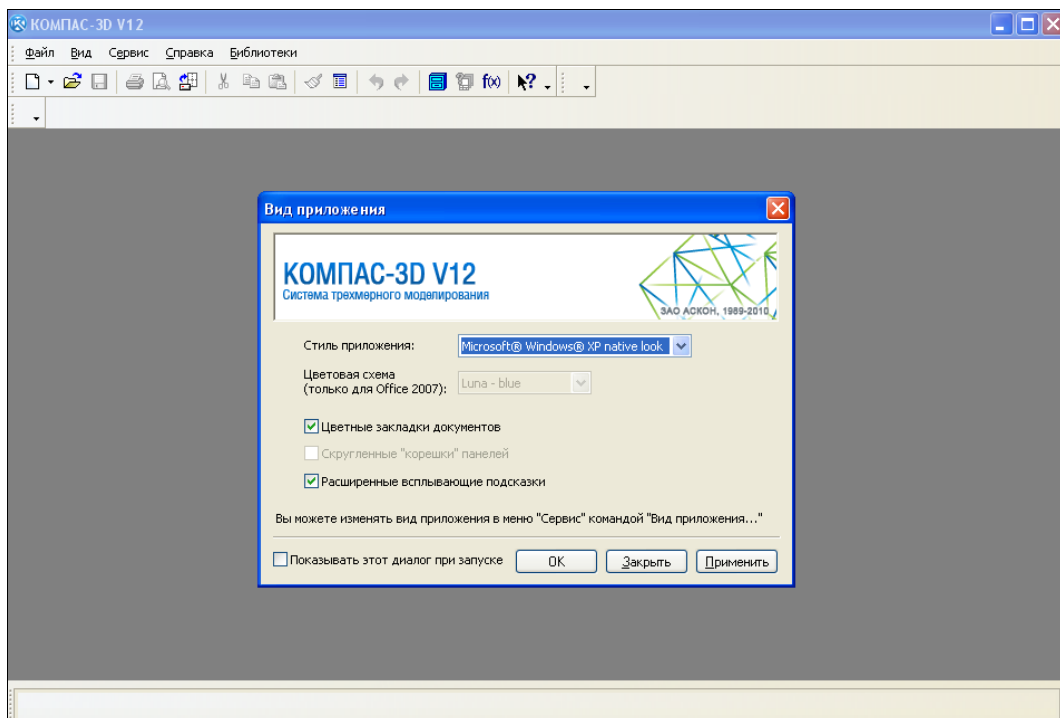 КОМПАС-3D V12
Файл Вид Сервис Справка Библиотеки
f(x)
?
Вид приложения
КОМПАС-3D V12
Система трехмерного моделирования
ЗАО АСКОН, 1989-2010
Стиль приложения: Microsoft® Windows® XP native look
Цветовая схема
(только для Office 2007): Luna - blue
Цветные закладки документов
Скругленные "корешки" панелей
Расширенные всплывающие подсказки
Вы можете изменять вид приложения в меню "Сервис" командой "Вид приложения..."
Показывать этот диалог при запуске OK Закрыть Применить